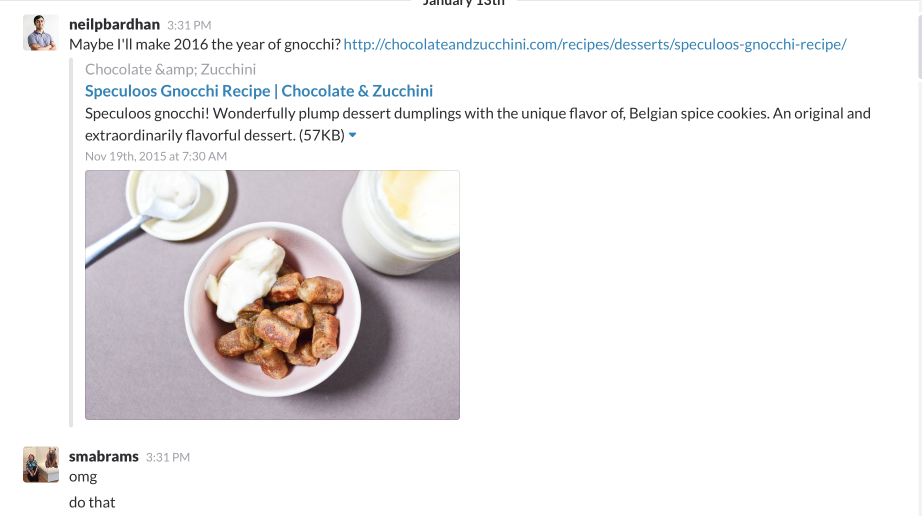 January 13th
neilpbardhan 3:31 PM
Maybe I'll make 2016 the year of gnocchi? http://chocolateandzucchini.com/recipes/desserts/speculoos-gnocchi-recipe/
Chocolate &amp; Zucchini
Speculoos Gnocchi Recipe | Chocolate & Zucchini
Speculoos gnocchi! Wonderfully plump dessert dumplings with the unique flavor of, Belgian spice cookies. An original and
extraordinarily flavorful dessert. (57KB)
Nov 19th, 2015 at 7:30 AM
smabrams 3:31 PM
omg
do that